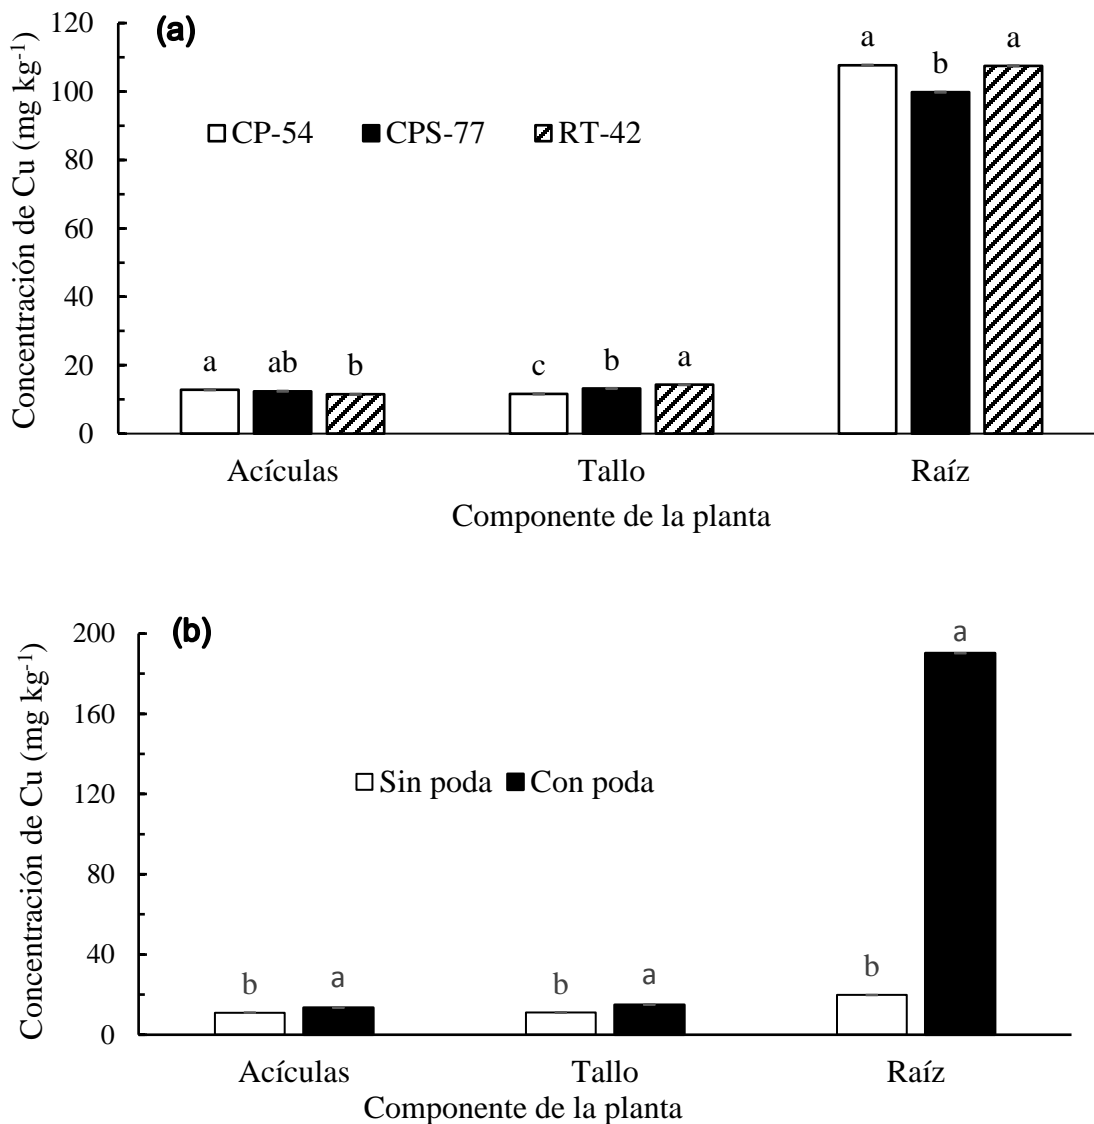 (a)
Concentración de Cu (mg kg-1)
120
100
80
60
40
20
0
CP-54 CPS-77 RT-42
a ab b c b a a b a
Acículas Tallo Raíz
Componente de la planta
(b)
Concentración de Cu (mg kg-1)
200
160
120
80
40
0
Sin poda Con poda
b a b a b a
Acículas Tallo Raíz
Componente de la planta